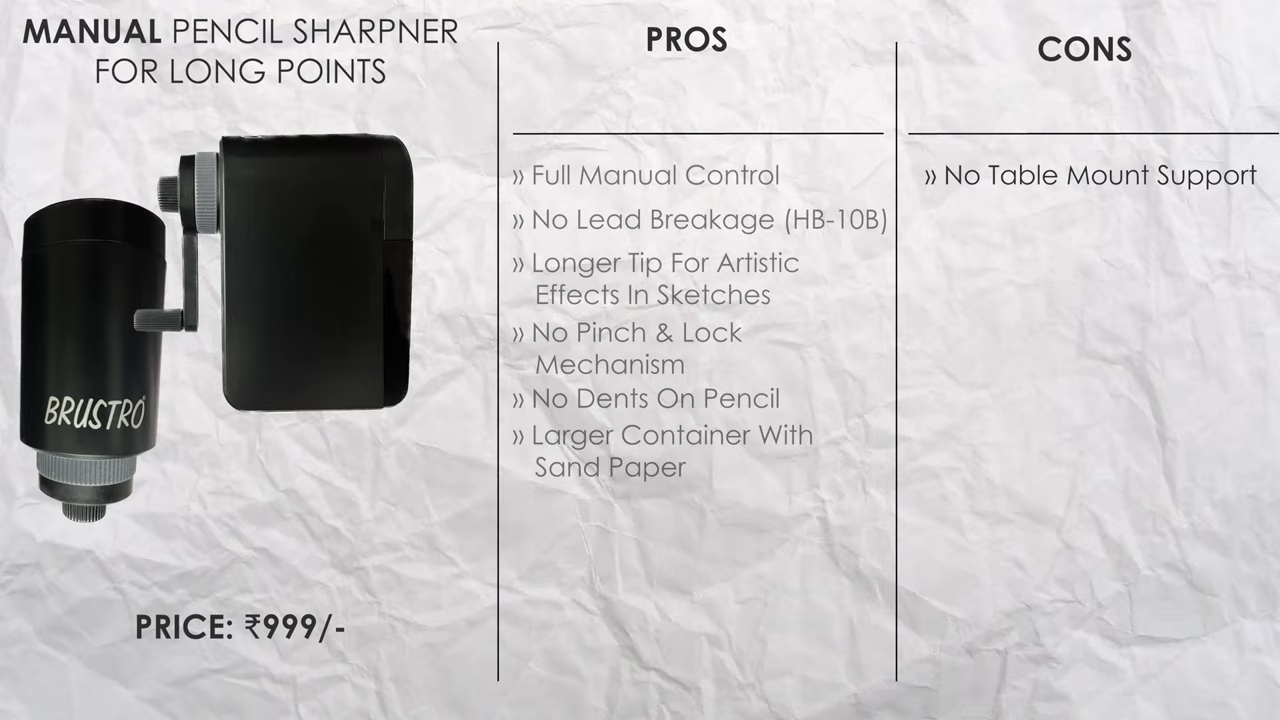 MANUAL PENCIL SHARPNER
FOR LONG POINTS
BRUSTRO
PRICE: ₹999/-
PROS
» Full Manual Control
» No Lead Breakage (HB-10B)
» Longer Tip For Artistic
Effects In Sketches
» No Pinch & Lock
Mechanism
» No Dents On Pencil
» Larger Container With
Sand Paper
CONS
» No Table Mount Support